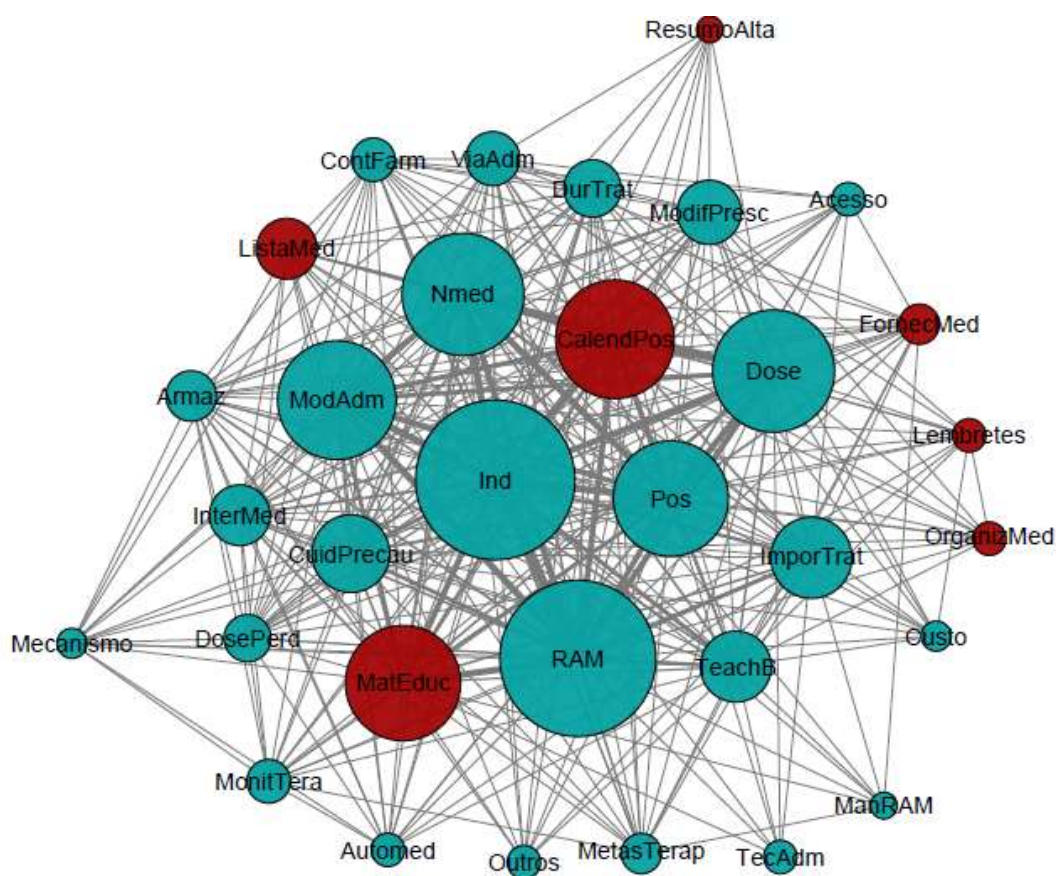 ResumoAlta
ContFarm
ViaAdm
DurTrat
ModifPresc
Acesso
ListaMed
Nmed
CalendPos
FornecMed
Dose
Armaz
ModAdm
Lembretes
Ind
Pos
InterMed
CuidPrecau
ImporTrat
OrganizMed
Mecanismo
DosePerd
Custo
RAM
TeachB
MatEduc
MonitTera
ManRAM
Automed
Outros
MetasTerap
TecAdm